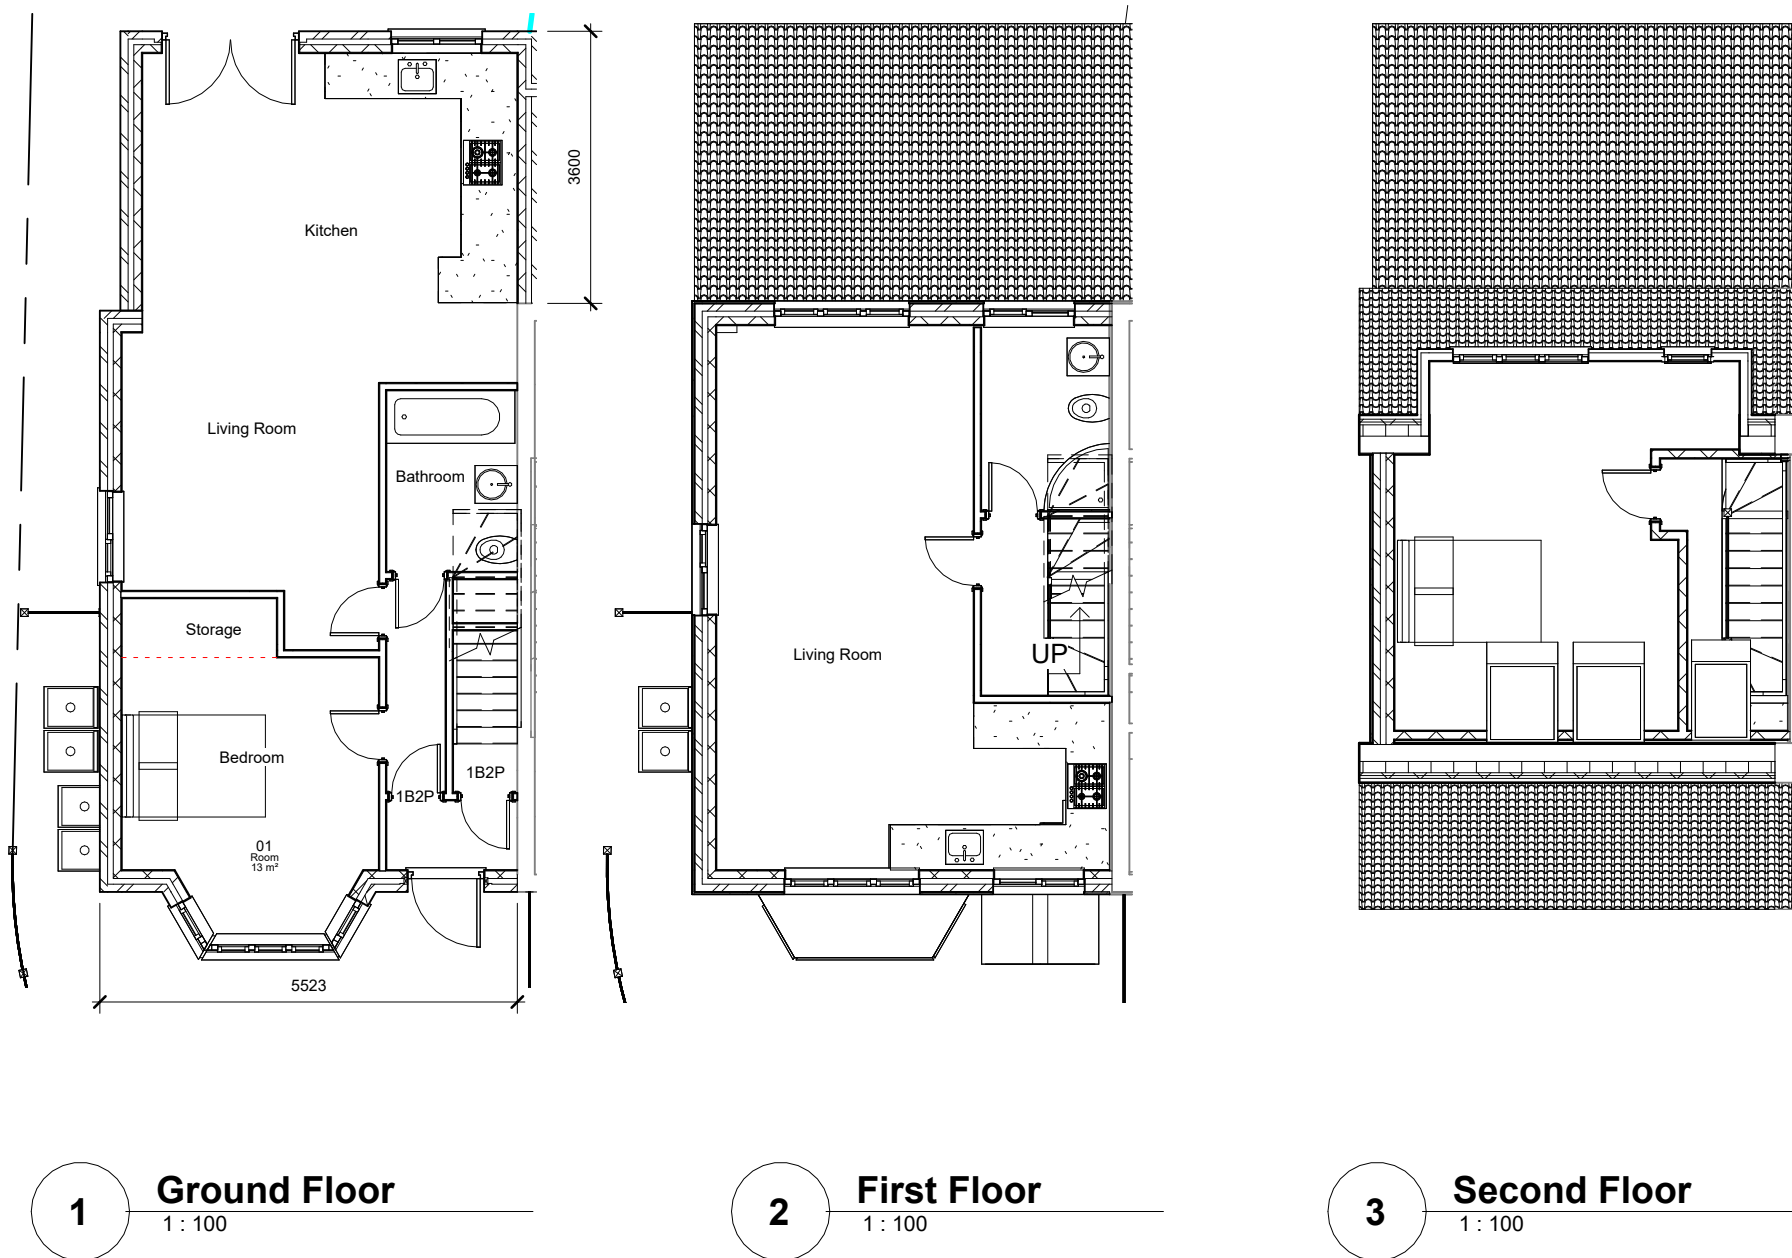 3600
Kitchen
Living Room
Bathroom
Storage
Bedroom
1B2P
1B2P
01
Room
13 m²
5523
Living Room
UP
1
Ground Floor
1 : 100
2
First Floor
1 : 100
3
Second Floor
1 : 100